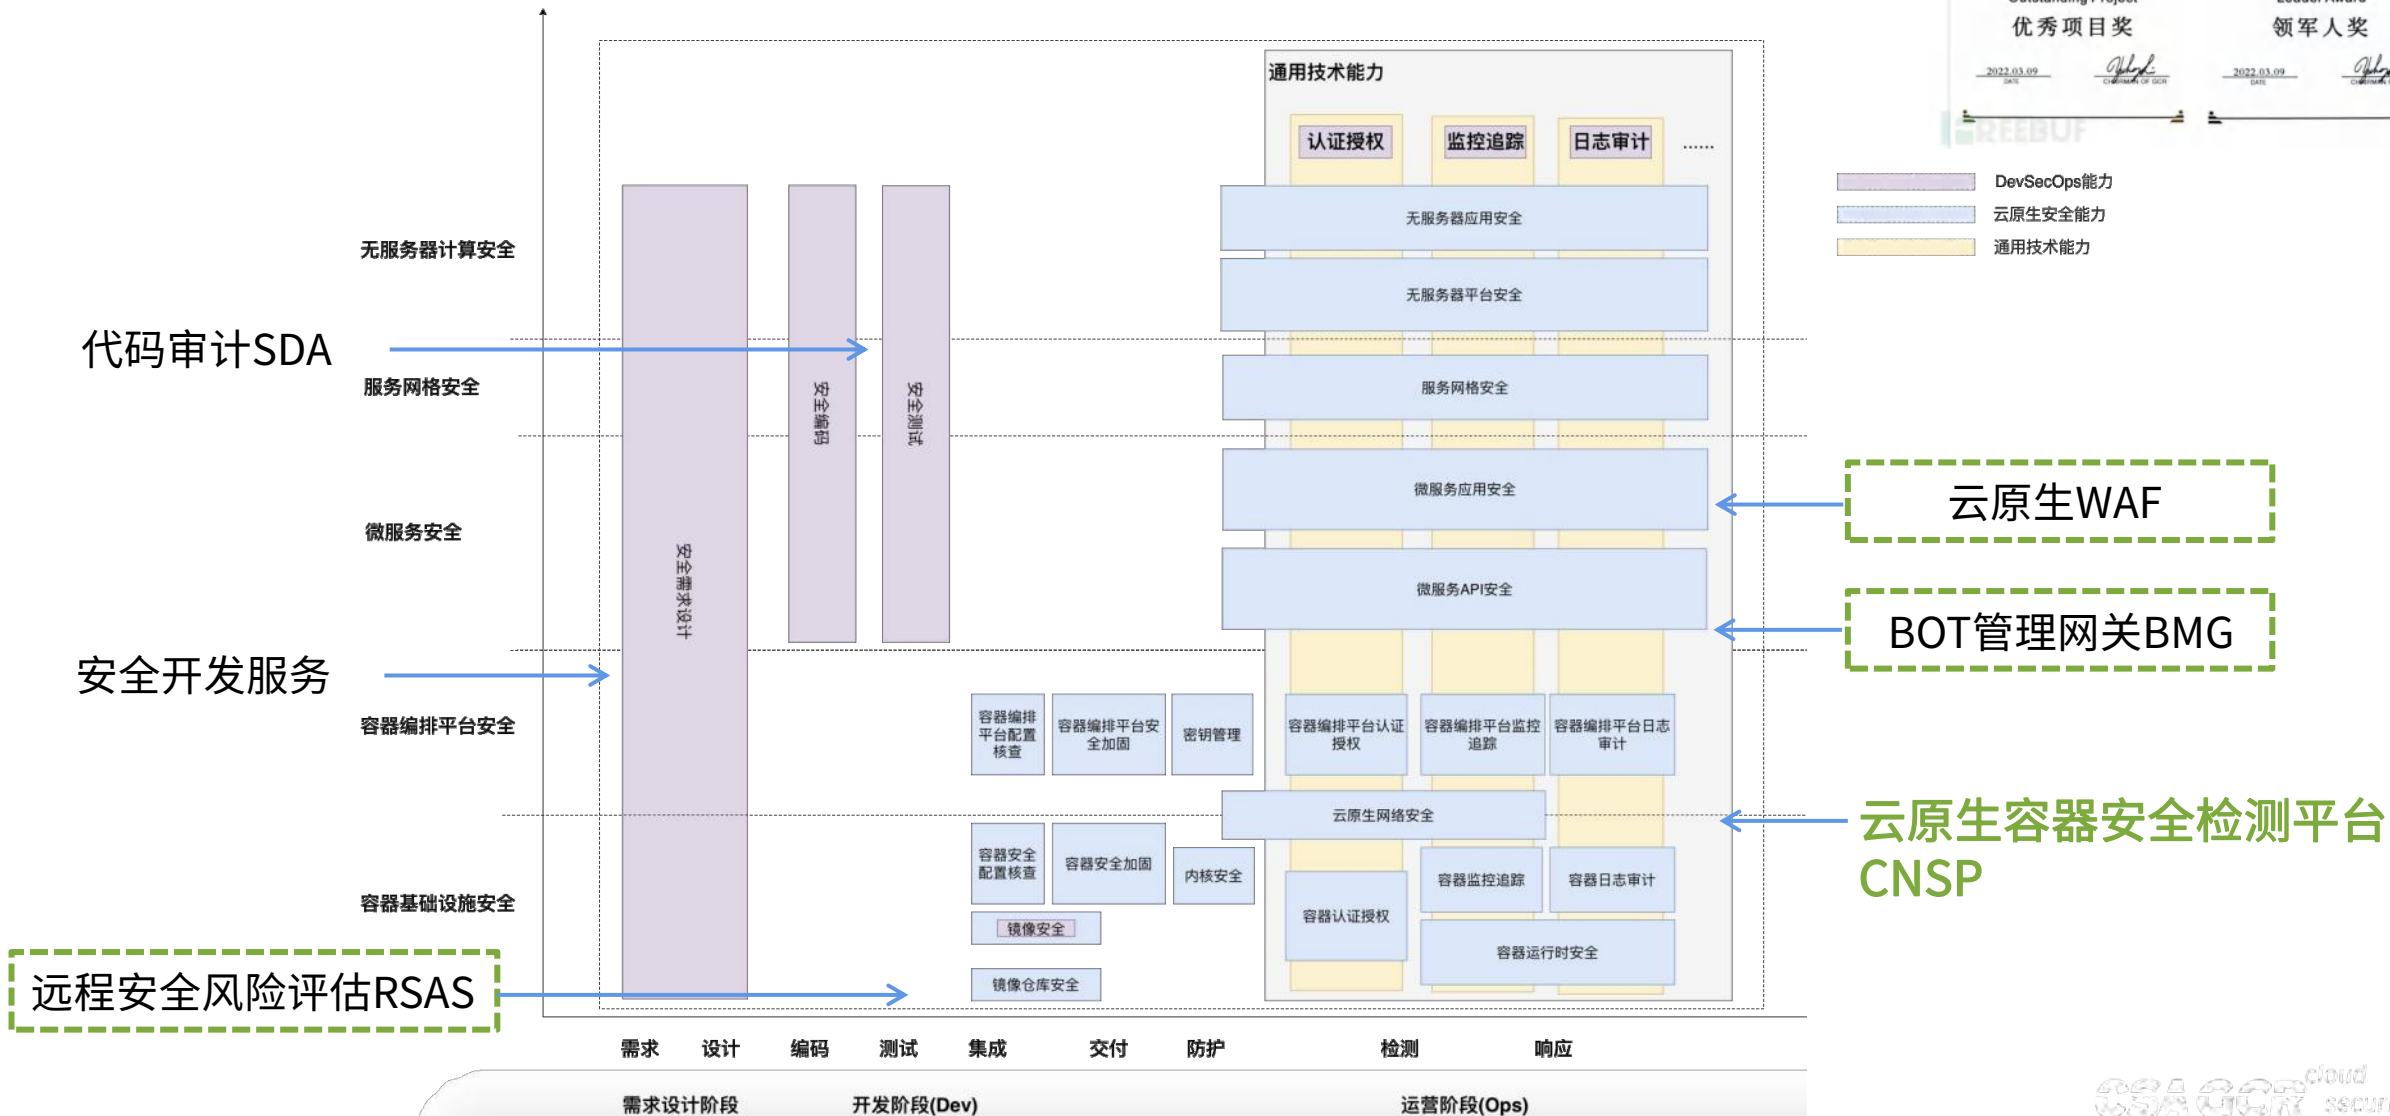 Outstanding Project
Leader Award
优秀项目奖
领军人奖
2022.03.09
DATE
CHAIRMAN OF GCR
2022.03.09
DATE
REEBUF
DevSecOps能力
云原生安全能力
通用技术能力
通用技术能力
认证授权
监控追踪
日志审计
......
无服务器应用安全
无服务器计算安全
无服务器平台安全
代码审计SDA
服务网格安全
服务网格安全
安全编码
安全测试
微服务应用安全
云原生WAF
微服务安全
安全需求设计
微服务API安全
BOT管理网关BMG
安全开发服务
容器编排平台安全
容器编排
平台配置
核查
容器编排平台安
全加固
密钥管理
容器编排平台认证
授权
容器编排平台监控
追踪
容器编排平台日志
审计
云原生网络安全
云原生容器安全检测平台
CNSP
容器基础设施安全
容器安全
配置核查
容器安全加固
内核安全
容器监控追踪
容器日志审计
容器认证授权
镜像安全
容器运行时安全
镜像仓库安全
远程安全风险评估RSAS
需求
设计
编码
测试
集成
交付
防护
检测
响应
需求设计阶段
开发阶段(Dev)
运营阶段(Ops)
CSA GCR
cloud